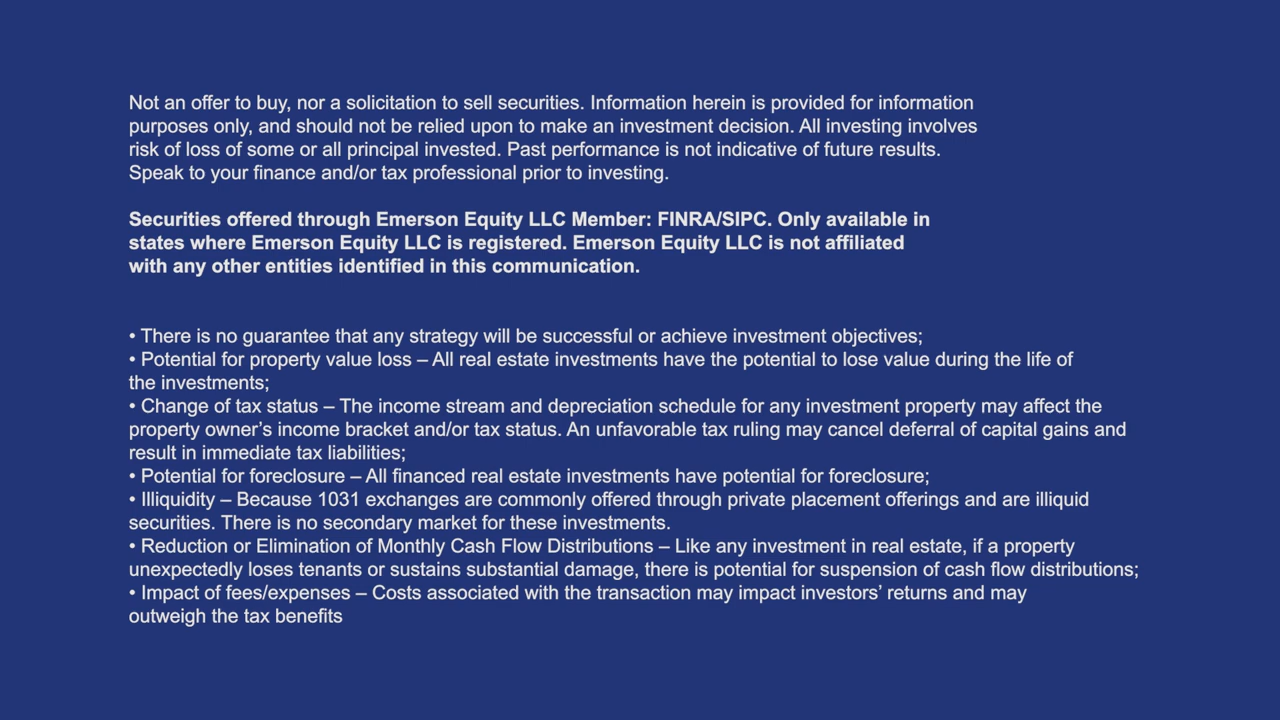 Not an offer to buy, nor a solicitation to sell securities. Information herein is provided for information
purposes only, and should not be relied upon to make an investment decision. All investing involves
risk of loss of some or all principal invested. Past performance is not indicative of future results.
Speak to your finance and/or tax professional prior to investing.
Securities offered through Emerson Equity LLC Member: FINRA/SIPC. Only available in
states where Emerson Equity LLC is registered. Emerson Equity LLC is not affiliated
with any other entities identified in this communication.
• There is no guarantee that any strategy will be successful or achieve investment objectives;
• Potential for property value loss – All real estate investments have the potential to lose value during the life of
the investments;
• Change of tax status – The income stream and depreciation schedule for any investment property may affect the
property owner’s income bracket and/or tax status. An unfavorable tax ruling may cancel deferral of capital gains and
result in immediate tax liabilities;
• Potential for foreclosure – All financed real estate investments have potential for foreclosure;
• Illiquidity – Because 1031 exchanges are commonly offered through private placement offerings and are illiquid
securities. There is no secondary market for these investments.
• Reduction or Elimination of Monthly Cash Flow Distributions – Like any investment in real estate, if a property
unexpectedly loses tenants or sustains substantial damage, there is potential for suspension of cash flow distributions;
• Impact of fees/expenses – Costs associated with the transaction may impact investors’ returns and may
outweigh the tax benefits